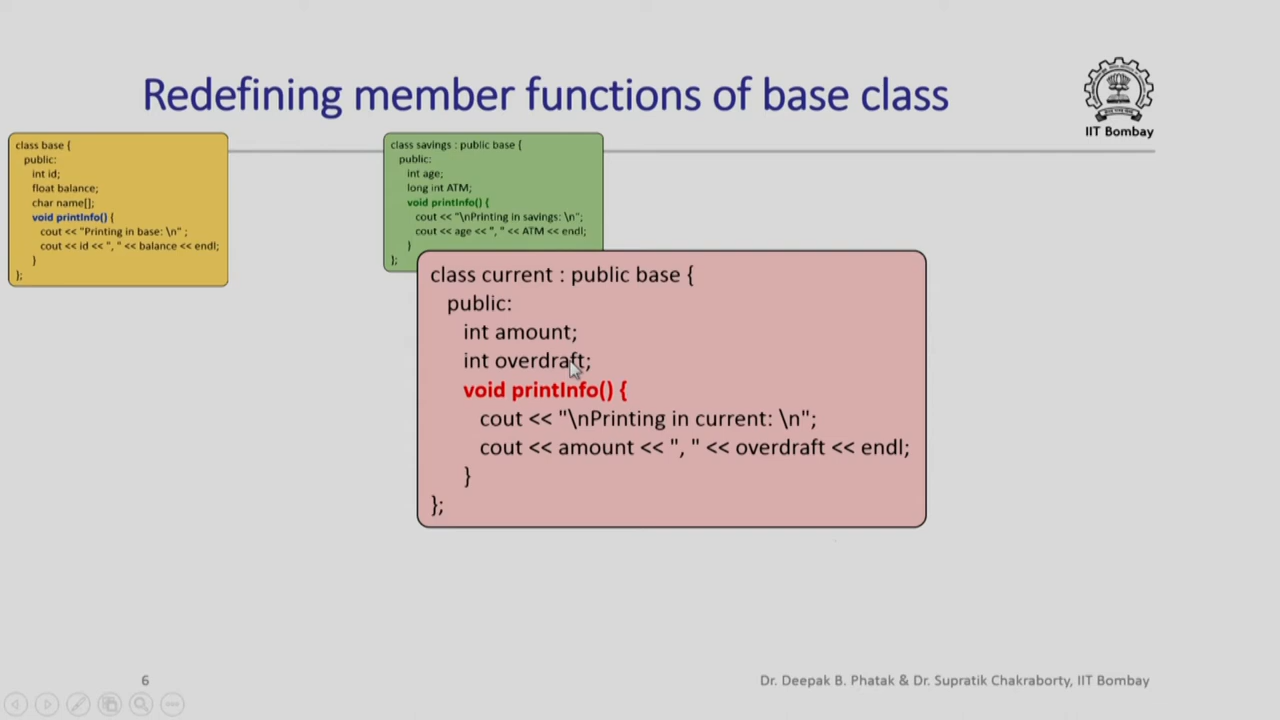 Redefining member functions of base class
IIT Bombay
class base {
public:
int id;
float balance;
char name[];
void printInfo() {
cout << "Printing in base: \n" ;
cout << id << ", " << balance << endl;
}
};
class savings : public base {
public:
int age;
long int ATM;
void printInfo() {
cout << "\nPrinting in savings: \n";
cout << age << ", " << ATM << endl;
}
};
class current : public base {
public:
int amount;
int overdraft;
void printInfo() {
cout << "\nPrinting in current: \n";
cout << amount << ", " << overdraft << endl;
}
};
6
Dr. Deepak B. Phatak & Dr. Supratik Chakraborty, IIT Bombay